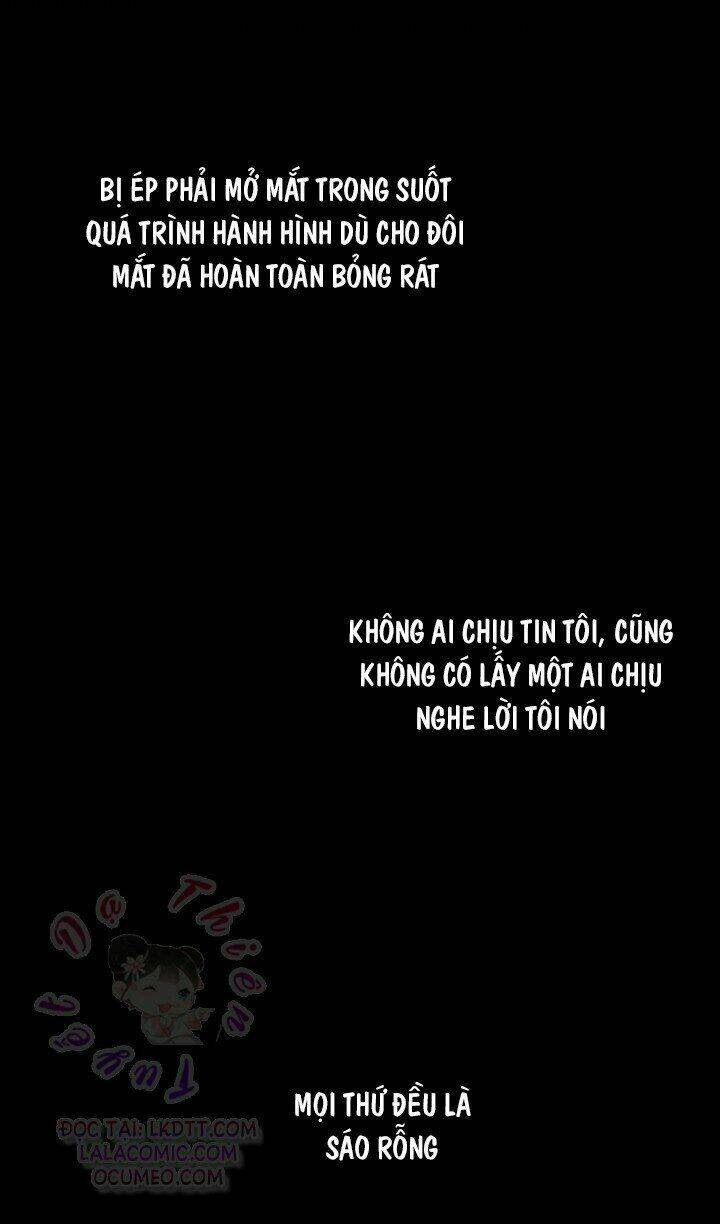 BỊ ÉP PHẢI MỞ MẮT TRONG SUỐT
QUÁ TRÌNH HÀNH HÌNH DÙ CHO ĐÔI
MẮT ĐÃ HOÀN TOÀN BỎNG RÁT
KHÔNG AI CHỊU TIN TÔI, CŨNG
KHÔNG CÓ LẤY MỘT AI CHỊU
NGHE LỜI TÔI NÓI
Dạ Thiên Tuyết
MỌI THỨ ĐỀU LÀ
SÁO RỖNG
ĐỌC TẠI: LKDTT.COM
LALACOMIC.COM
OCUMEO.COM